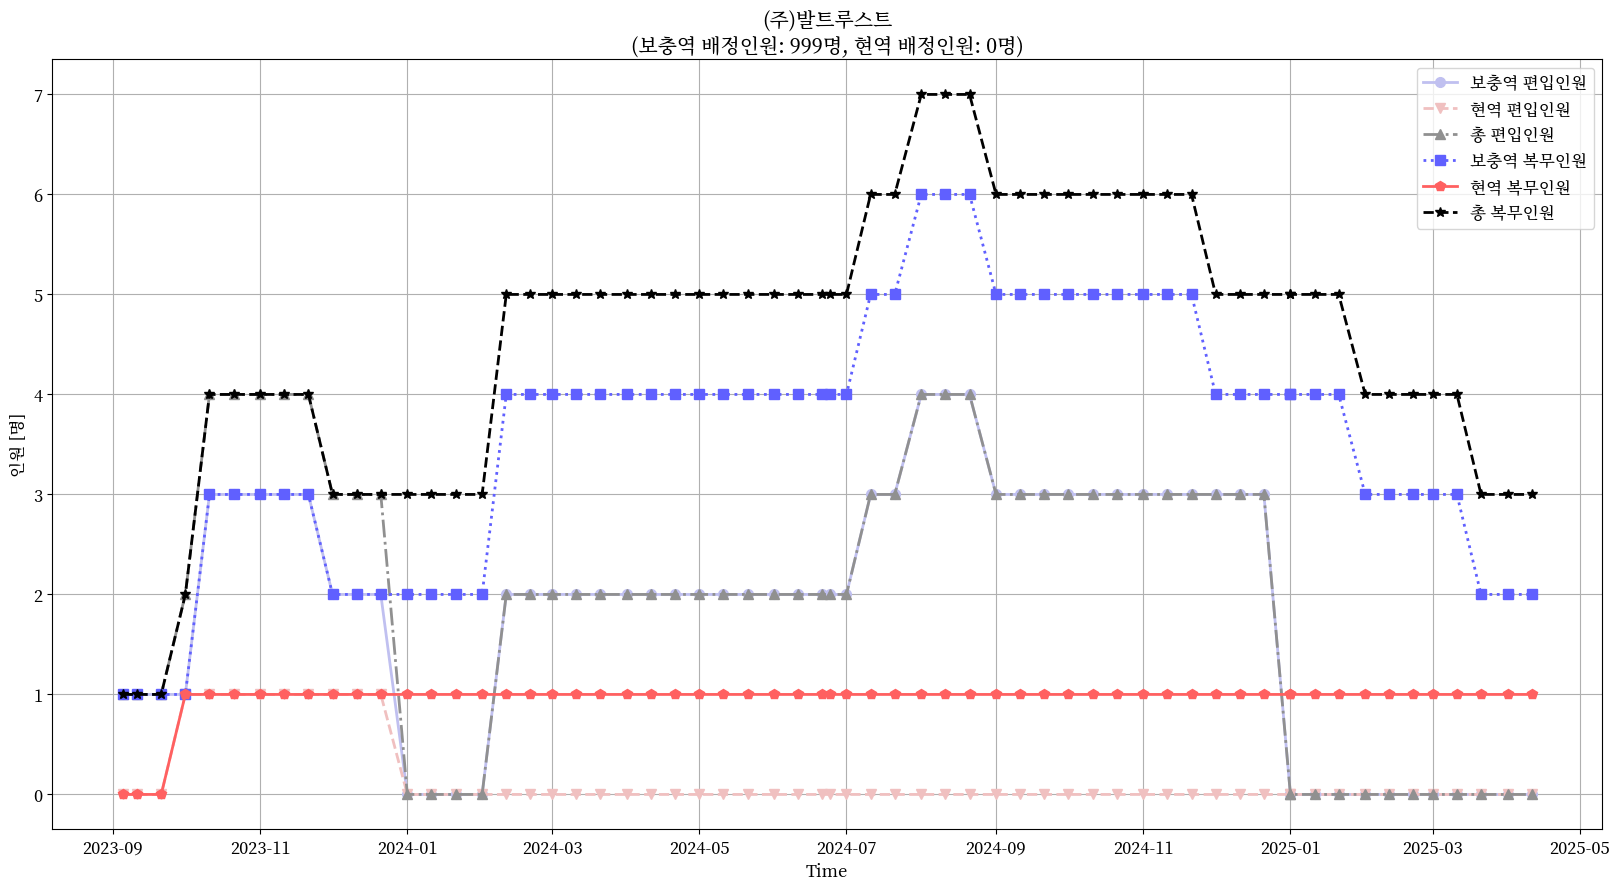 (주)발트루스트
(보충역 배정인원: 999명, 현역 배정인원: 0명)
보충역 편입인원
현역 편입인원
총 편입인원
보충역 복무인원
현역 복무인원
총 복무인원
인원 [명]
7
6
5
4
3
2
1
0
2023-09 2023-11 2024-01 2024-03 2024-05 2024-07 2024-09 2024-11 2025-01 2025-03 2025-05
Time